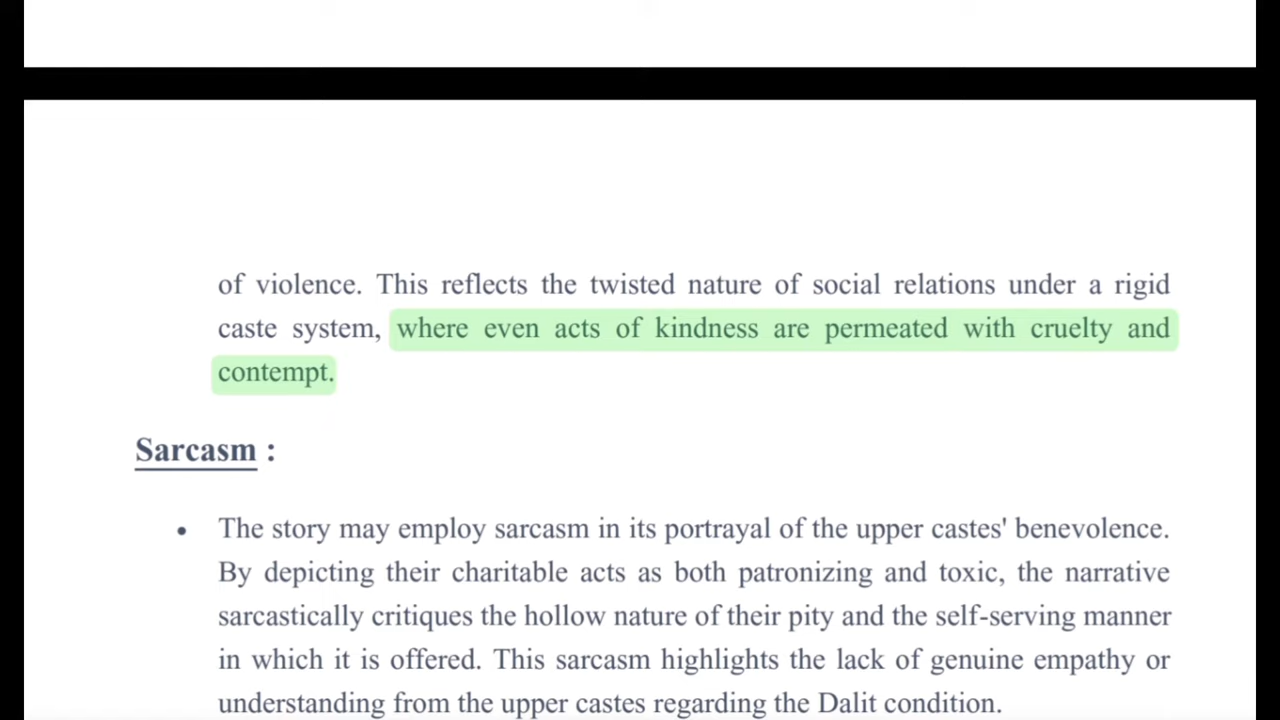 of violence. This reflects the twisted nature of social relations under a rigid
caste system, where even acts of kindness are permeated with cruelty and
contempt.
Sarcasm :
• The story may employ sarcasm in its portrayal of the upper castes' benevolence.
By depicting their charitable acts as both patronizing and toxic, the narrative
sarcastically critiques the hollow nature of their pity and the self-serving manner
in which it is offered. This sarcasm highlights the lack of genuine empathy or
understanding from the upper castes regarding the Dalit condition.